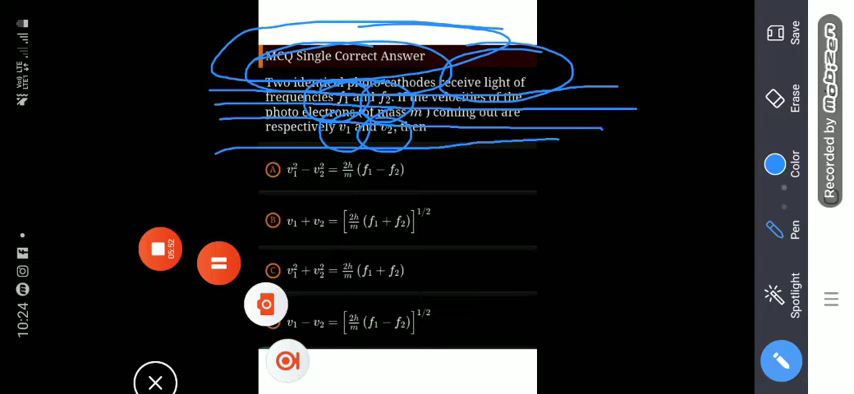 MCQ Single Correct Answer
Two identical photo-cathodes receive light of
frequencies f₁ and f₂. If the velocities of the
photo electrons (of mass m ) coming out are
respectively v₁ and v₂, then
A v₁² − v₂² = 2h/m (f₁ − f₂)
B v₁ + v₂ = [2h/m (f₁ + f₂)]^1/2
C v₁² + v₂² = 2h/m (f₁ + f₂)
v₁ − v₂ = [2h/m (f₁ − f₂)]^1/2
05:52
10:24
VoI) LTE
LTE1
Save
Erase
Color
Pen
Spotlight
Recorded by